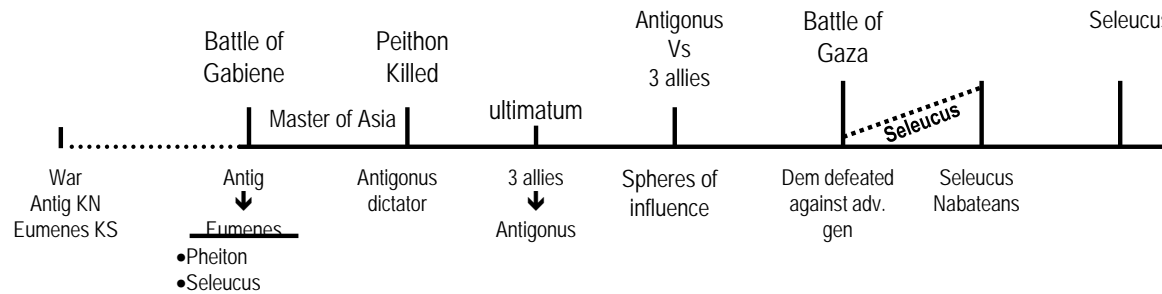 Battle of
Gabiene
Peithon
Killed
Antigonus
Vs
3 allies
Battle of
Gaza
Seleucus
Master of Asia
ultimatum
Seleucus
War
Antig KN
Eumenes KS
Antig
Eumenes
•Pheiton
•Seleucus
Antigonus
dictator
3 allies
Antigonus
Spheres of
influence
Dem defeated
against adv.
gen
Seleucus
Nabateans